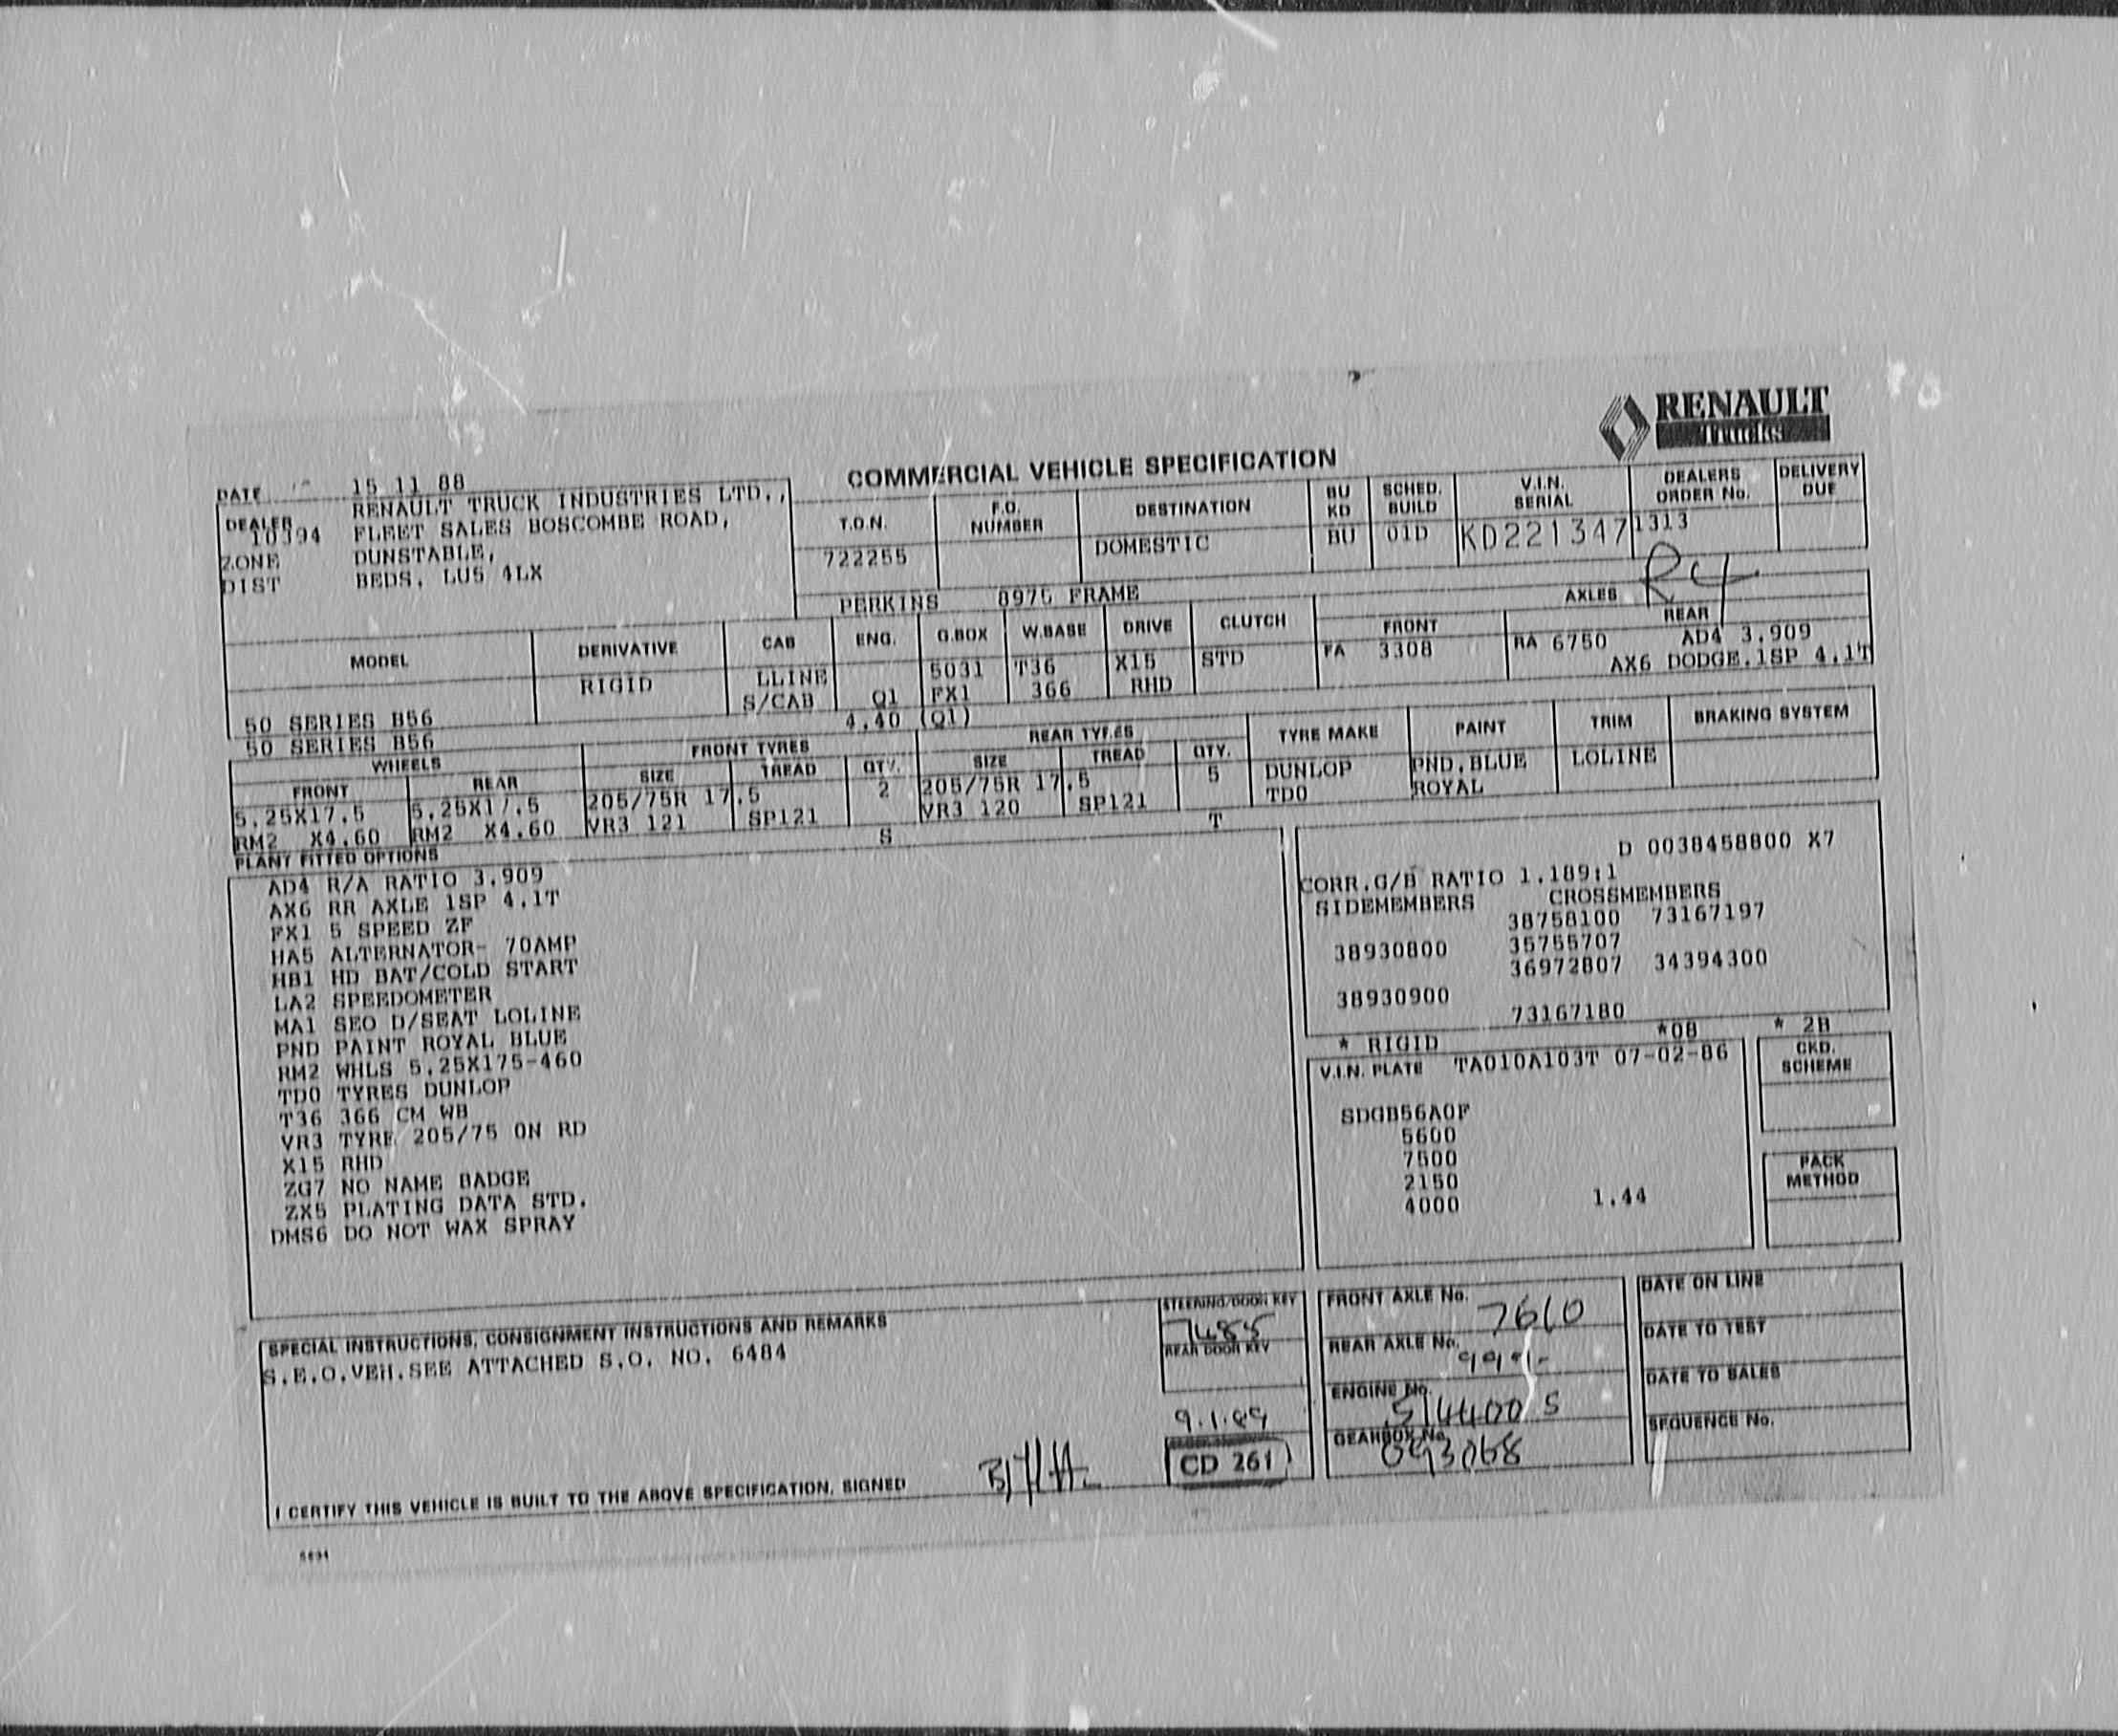 RENAULT
Trucks
COMMERCIAL VEHICLE SPECIFICATION
DATE 15 11 88
DEALER 10394
RENAULT TRUCK INDUSTRIES LTD.,
FLEET SALES BOSCOMBE ROAD,
ZONE DUNSTABLE,
DIST BEDS, LU5 4LX
T.O.N. F.O. NUMBER DESTINATION BU KD SCHED. BUILD V.I.N. SERIAL DEALERS ORDER No. DELIVERY DUE
722255 DOMESTIC BU 01D KD221347 1313
R4
PERKINS 8975 FRAME AXLES
MODEL DERIVATIVE CAB ENG. G.BOX W.BASE DRIVE CLUTCH FRONT REAR
RIGID LLINE 5031 T36 X15 STD FA 3308 RA 6750 AD4 3.909
50 SERIES B56 S/CAB Q1 FX1 366 RHD AX6 DODGE.1SP 4.1T
50 SERIES B56 4.40 (Q1)
WHEELS FRONT TYRES REAR TYRES TYRE MAKE PAINT TRIM BRAKING SYSTEM
FRONT REAR SIZE TREAD QTY. SIZE TREAD QTY.
5.25X17.5 5.25X17.5 205/75R 17.5 2 205/75R 17.5 5 DUNLOP PND.BLUE LOLINE
RM2 X4.60 RM2 X4.60 VR3 121 SP121 VR3 120 SP121 TD0 ROYAL
PLANT FITTED OPTIONS S T
AD4 R/A RATIO 3.909
AX6 RR AXLE 1SP 4.1T
FX1 5 SPEED ZF
HA5 ALTERNATOR- 70AMP
HB1 HD BAT/COLD START
LA2 SPEEDOMETER
MA1 SEO D/SEAT LOLINE
PND PAINT ROYAL BLUE
RM2 WHLS 5.25X175-460
TD0 TYRES DUNLOP
T36 366 CM WB
VR3 TYRE 205/75 ON RD
X15 RHD
ZG7 NO NAME BADGE
ZX5 PLATING DATA STD.
DMS6 DO NOT WAX SPRAY
D 0038458800 X7
CORR.G/B RATIO 1.189:1
SIDEMEMBERS CROSSMEMBERS
38758100 73167197
38930800 35755707
36972807 34394300
38930900
73167180
* RIGID *08 * 2B
V.I.N. PLATE TA010A103T 07-02-86
CKD. SCHEME
SDGB56A0F
5600
7500
2150
4000 1.44
PACK METHOD
SPECIAL INSTRUCTIONS, CONSIGNMENT INSTRUCTIONS AND REMARKS
S.E.O.VEH.SEE ATTACHED S.O. NO. 6484
STEERING/DOOR KEY
7485
REAR DOOR KEY
9.1.89
CD 261
FRONT AXLE No. 7610
REAR AXLE No.
ENGINE No. 514400 S
GEARBOX No. 093068
DATE ON LINE
DATE TO TEST
DATE TO SALES
SEQUENCE No.
I CERTIFY THIS VEHICLE IS BUILT TO THE ABOVE SPECIFICATION, SIGNED